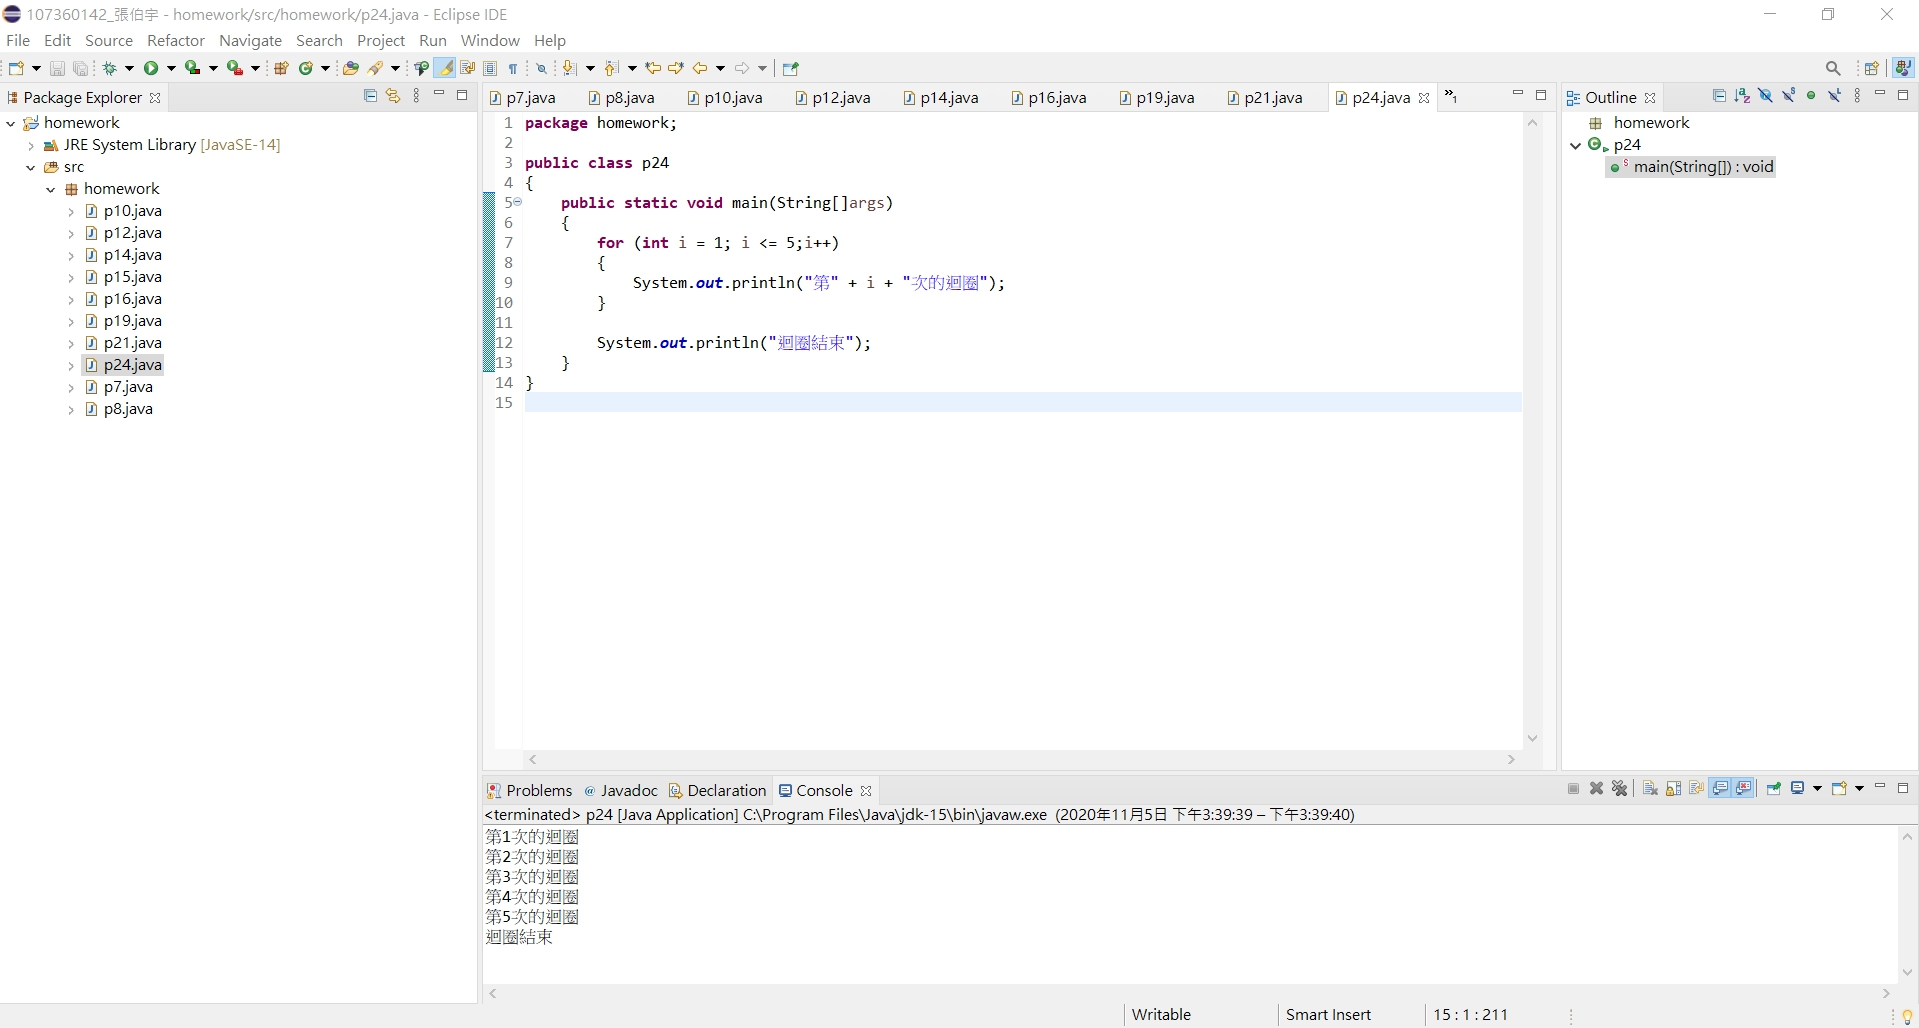 107360142_張伯宇 - homework/src/homework/p24.java - Eclipse IDE
File Edit Source Refactor Navigate Search Project Run Window Help
Package Explorer
homework
JRE System Library [JavaSE-14]
src
homework
p10.java
p12.java
p14.java
p15.java
p16.java
p19.java
p21.java
p24.java
p7.java
p8.java
p7.java p8.java p10.java p12.java p14.java p16.java p19.java p21.java p24.java »1
1 package homework;
2
3 public class p24
4 {
5 public static void main(String[]args)
6 {
7 for (int i = 1; i <= 5;i++)
8 {
9 System.out.println("第" + i + "次的迴圈");
10 }
11
12 System.out.println("迴圈結束");
13 }
14 }
15
Outline
homework
p24
main(String[]) : void
Problems @ Javadoc Declaration Console
<terminated> p24 [Java Application] C:\Program Files\Java\jdk-15\bin\javaw.exe (2020年11月5日 下午3:39:39 – 下午3:39:40)
第1次的迴圈
第2次的迴圈
第3次的迴圈
第4次的迴圈
第5次的迴圈
迴圈結束
Writable Smart Insert 15 : 1 : 211